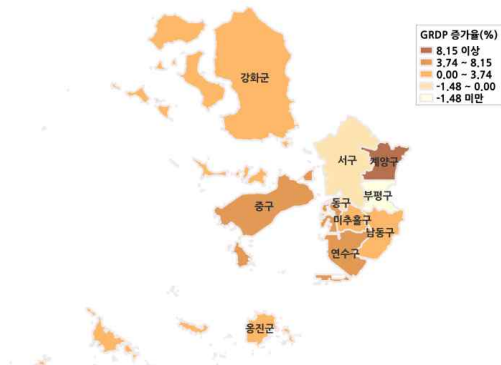 GRDP 증가율(%)
8.15 이상
3.74 ~ 8.15
0.00 ~ 3.74
-1.48 ~ 0.00
-1.48 미만
강화군
서구
계양구
부평구
중구
동구
미추홀구
남동구
연수구
옹진군